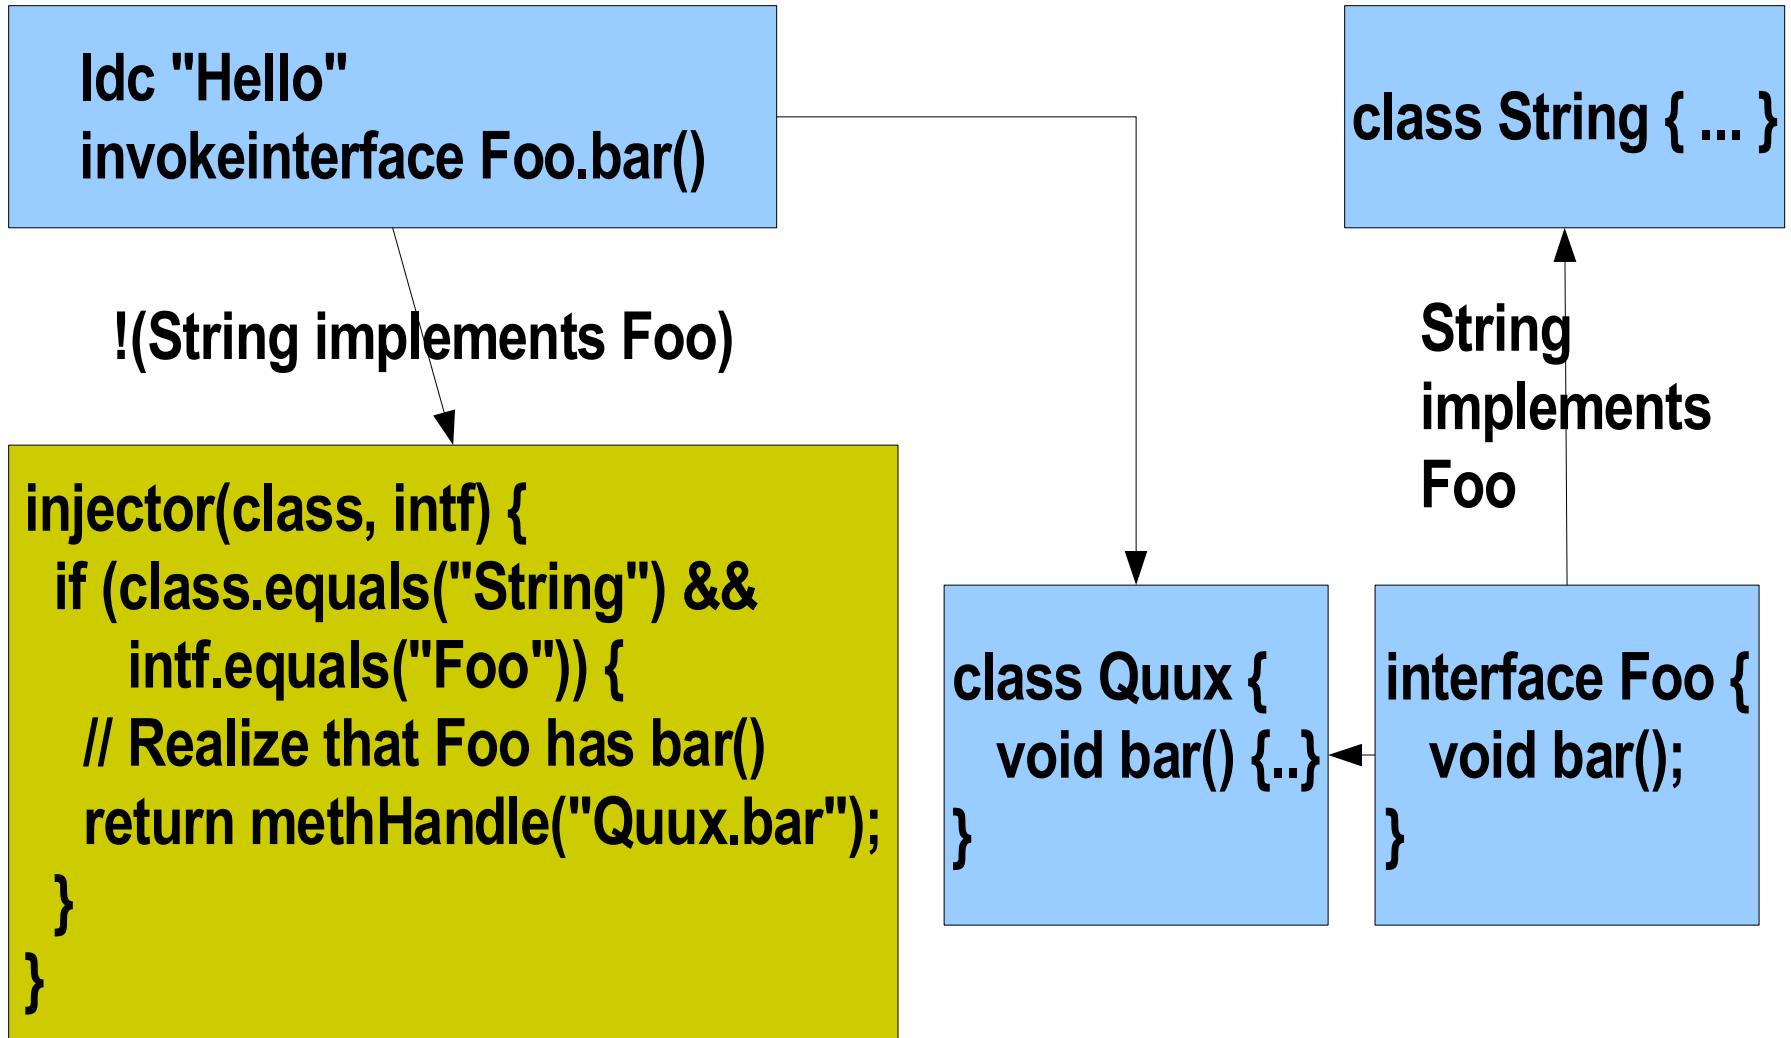 ldc "Hello"
invokeinterface Foo.bar()
class String { ... }
!(String implements Foo)
String
implements
Foo
injector(class, intf) {
if (class.equals("String") &&
intf.equals("Foo")) {
// Realize that Foo has bar()
return methHandle("Quux.bar");
}
}
class Quux {
void bar() {..}
}
interface Foo {
void bar();
}